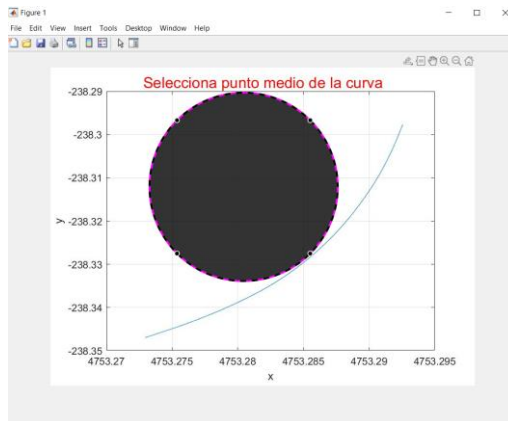 Figure 1
File Edit View Insert Tools Desktop Window Help
Selecciona punto medio de la curva
-238.29
-238.3
-238.31
-238.32
-238.33
-238.34
-238.35
y
4753.27 4753.275 4753.28 4753.285 4753.29 4753.295
x